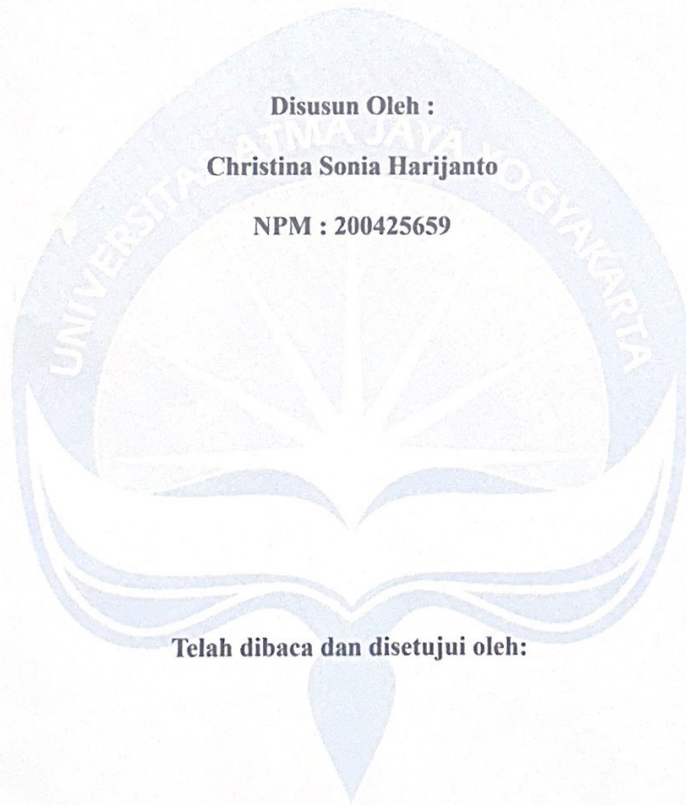 Disusun Oleh :
UNIVERSITAS ATMA JAYA YOGYAKARTA
Christina Sonia Harijanto
NPM : 200425659
Telah dibaca dan disetujui oleh: